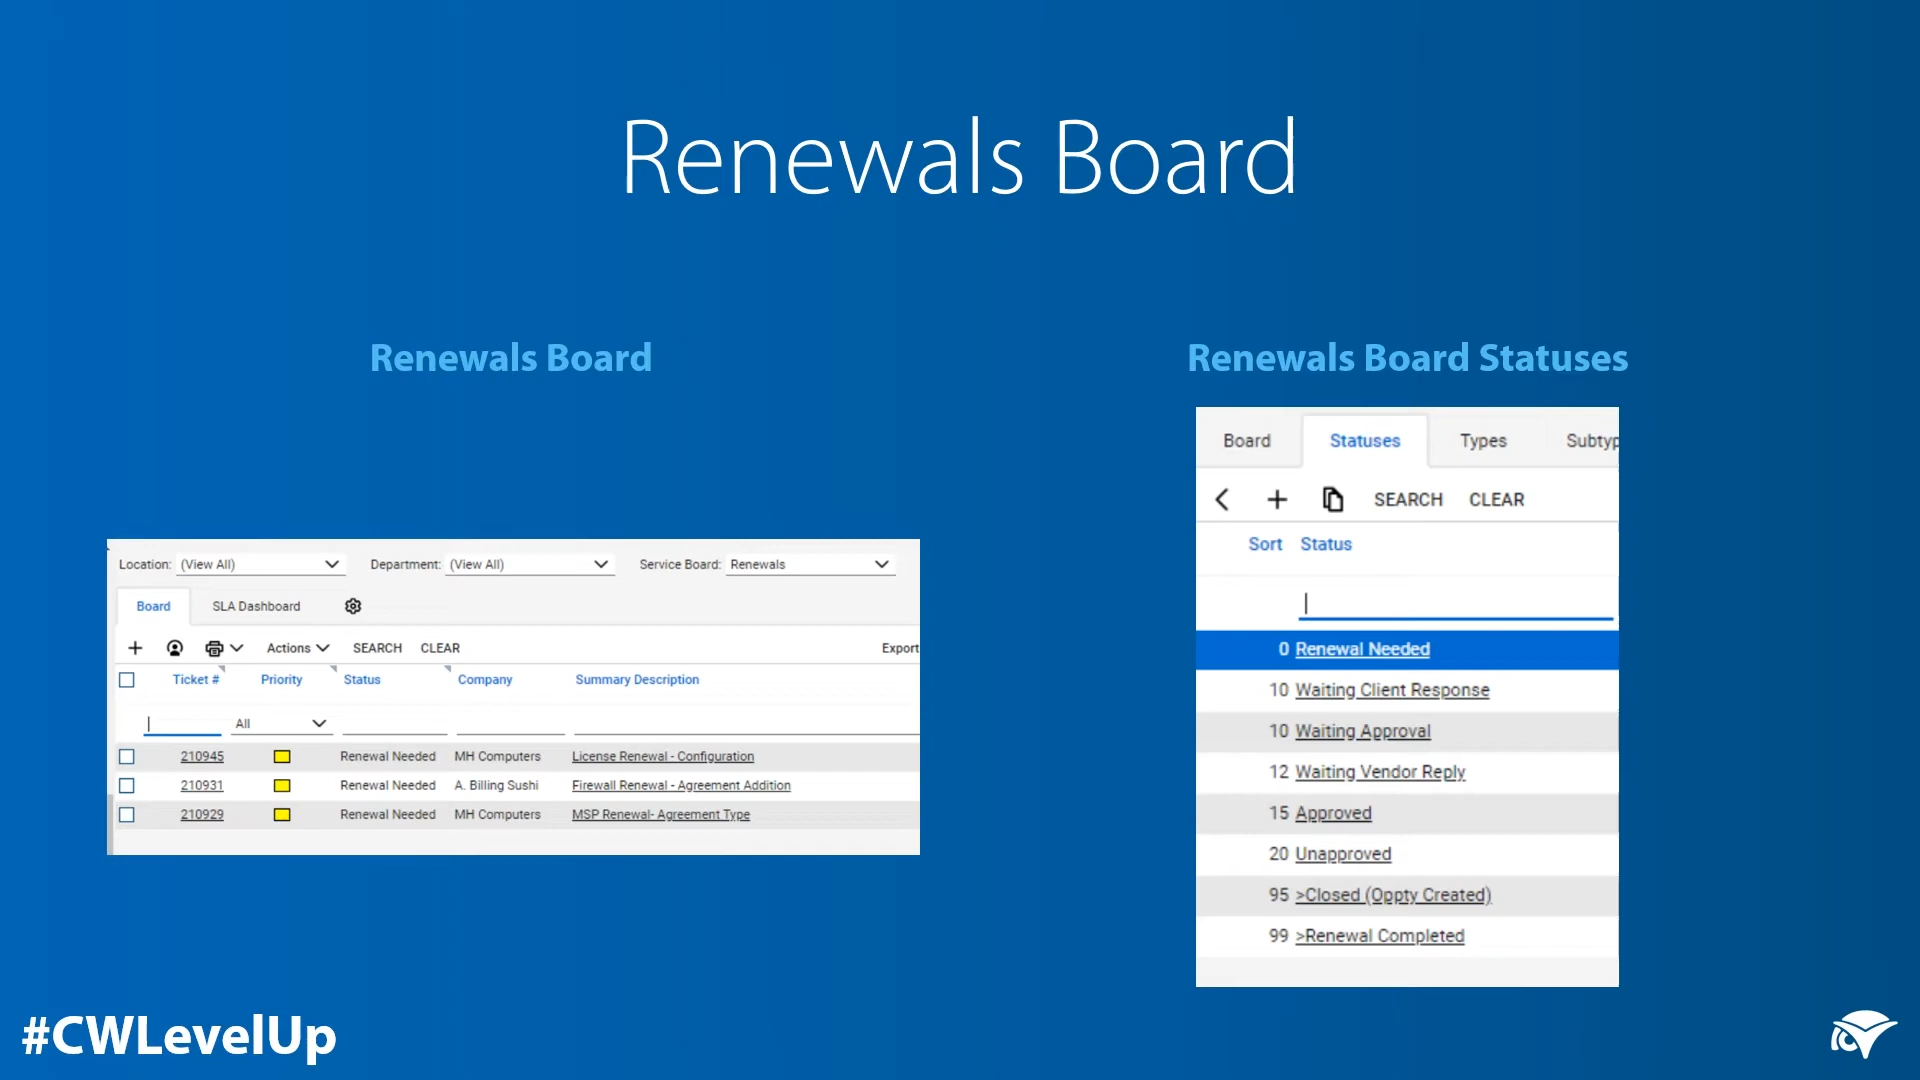 Renewals Board
Renewals Board
Location: (View All) Department: (View All) Service Board: Renewals
Board SLA Dashboard
Actions SEARCH CLEAR Export
Ticket # Priority Status Company Summary Description
All
210945 Renewal Needed MH Computers License Renewal - Configuration
210931 Renewal Needed A. Billing Sushi Firewall Renewal - Agreement Addition
210929 Renewal Needed MH Computers MSP Renewal- Agreement Type
Renewals Board Statuses
Board Statuses Types Subtyp
SEARCH CLEAR
Sort Status
0 Renewal Needed
10 Waiting Client Response
10 Waiting Approval
12 Waiting Vendor Reply
15 Approved
20 Unapproved
95 >Closed (Oppty Created)
99 >Renewal Completed
#CWLevelUp